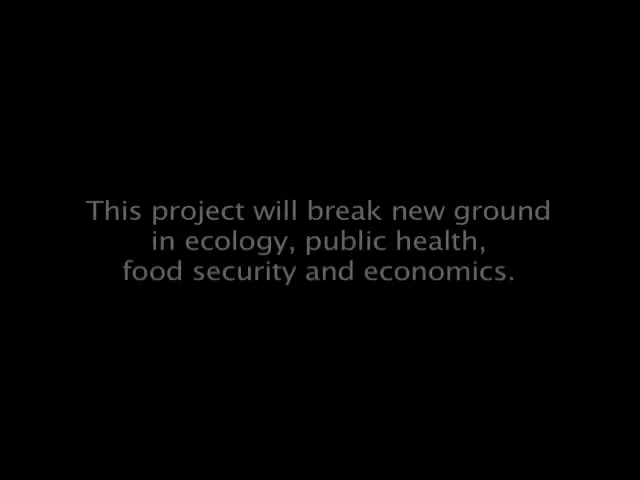 This project will break new ground
in ecology, public health,
food security and economics.